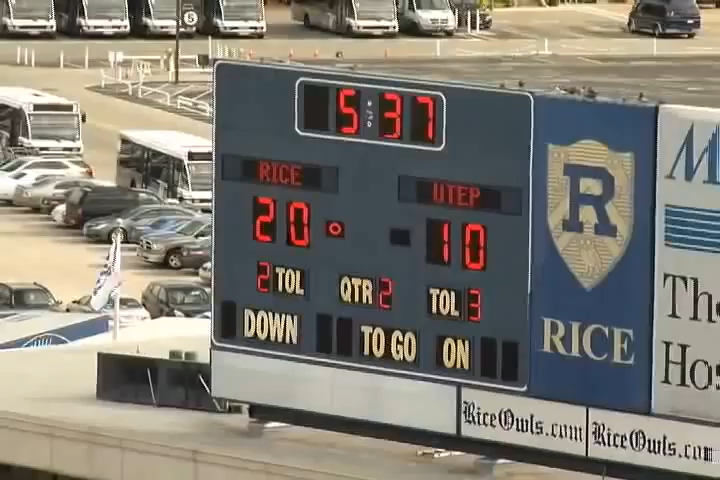 5
5:37
RICE
UTEP
20
10
2 TOL
QTR 2
TOL 3
DOWN
TO GO
ON
R
RICE
M
The
Hos
RiceOwls.com
RiceOwls.com